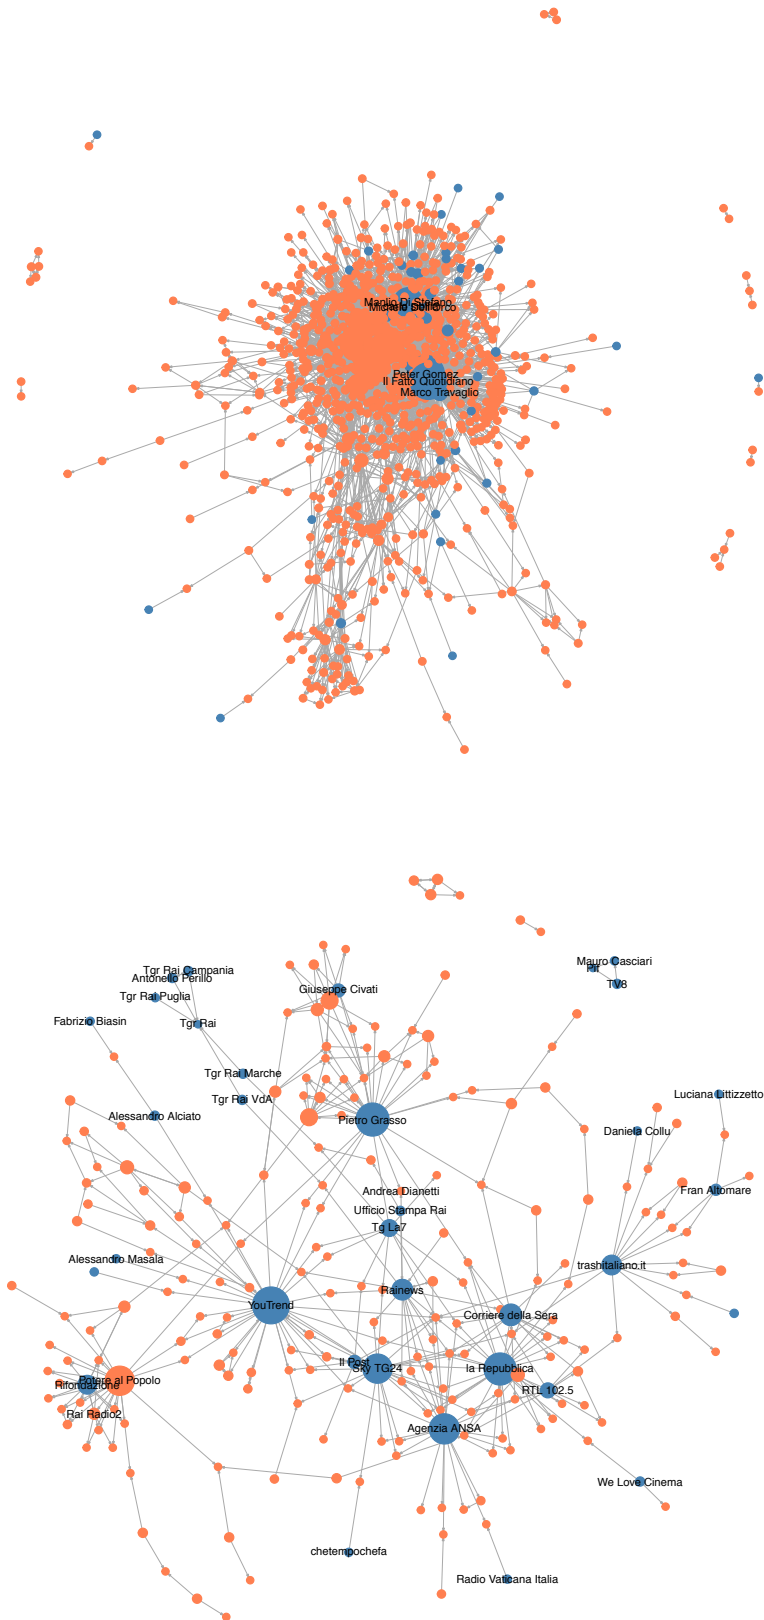 Manlio Di Stefano
Michele Dell'Orco
Peter Gomez
Il Fatto Quotidiano
Marco Travaglio
Mauro Casciari
Pif
TV8
Tgr Rai Campania
Antonello Perillo
Tgr Rai Puglia
Giuseppe Civati
Fabrizio Biasin
Tgr Rai
Tgr Rai Marche
Tgr Rai VdA
Luciana Littizzetto
Alessandro Alciato
Pietro Grasso
Daniela Collu
Andrea Dianetti
Fran Altomare
Ufficio Stampa Rai
Tg La7
Alessandro Masala
trashitaliano.it
Rainews
YouTrend
Corriere della Sera
Il Post
Sky TG24
la Repubblica
Potere al Popolo
Rifondazione
RTL 102.5
Rai Radio2
Agenzia ANSA
We Love Cinema
chetempochefa
Radio Vaticana Italia